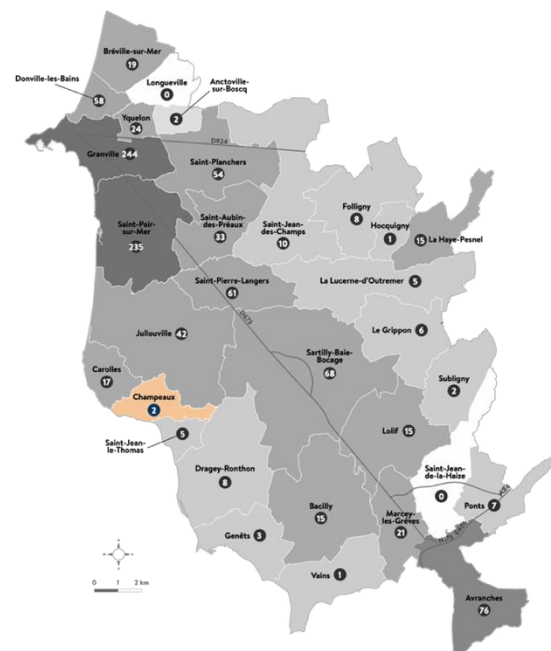 Bréville-sur-Mer
19
Donville-les-Bains
58
Longueville
0
Anctoville-
sur-Boscq
2
Yquelon
24
D924
Granville 244
Saint-Planchers
54
Saint-Pair-
sur-Mer
235
Saint-Aubin-
des-Préaux
33
Saint-Jean-
des-Champs
10
Folligny
8
Hocquigny
1
15
La Haye-Pesnel
Saint-Pierre-Langers
61
La Lucerne-d'Outremer
5
D973
Jullouville 42
Le Grippon 6
Sartilly-Baie-
Bocage
68
Carolles
17
Subligny
2
Champeaux
2
Saint-Jean-
le-Thomas
5
Lolif 15
Dragey-Ronthon
8
Saint-Jean-
de-la-Haize
0
Bacilly
15
Marcey-
les-Grèves
21
Ponts 7
Genêts 3
Vains 1
0 1 2 km
Avranches
76